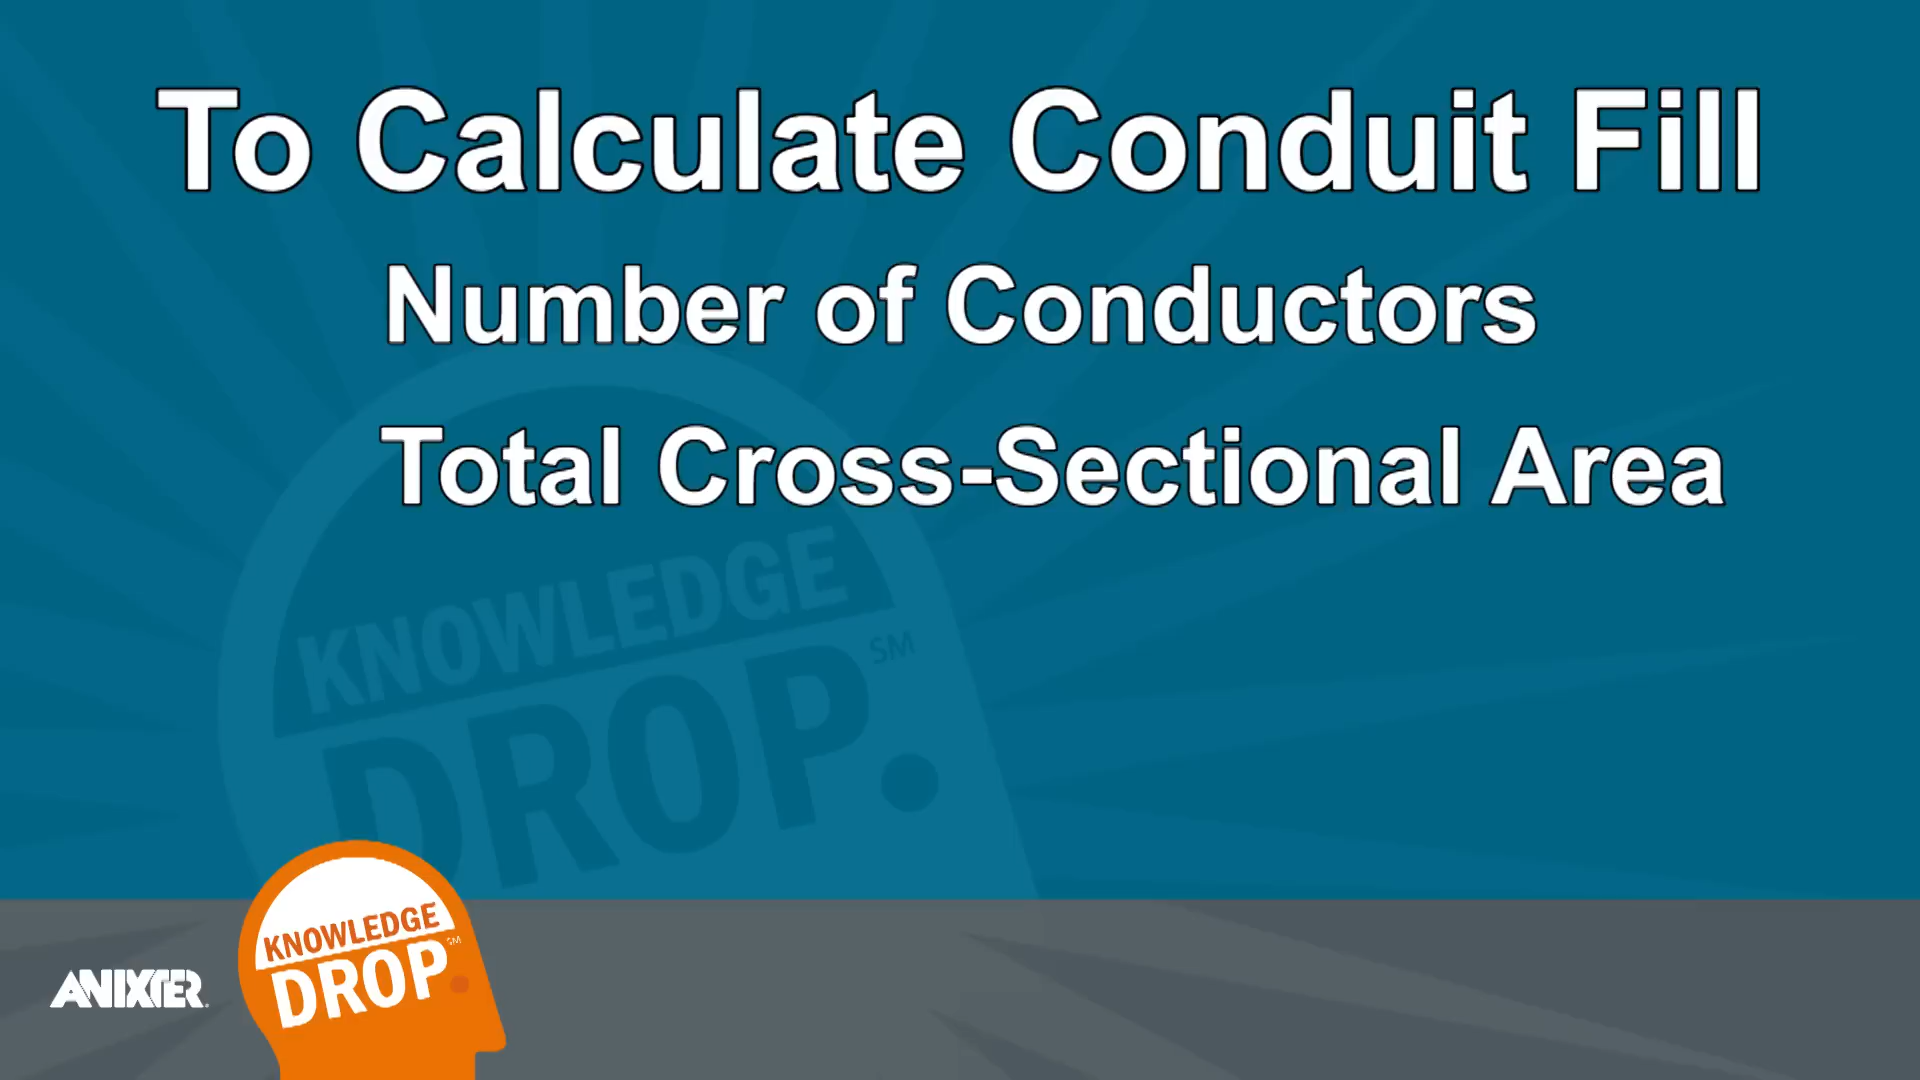 To Calculate Conduit Fill
Number of Conductors
Total Cross-Sectional Area
KNOWLEDGE
DROP.℠
ANIXTER®
KNOWLEDGE
DROP.℠